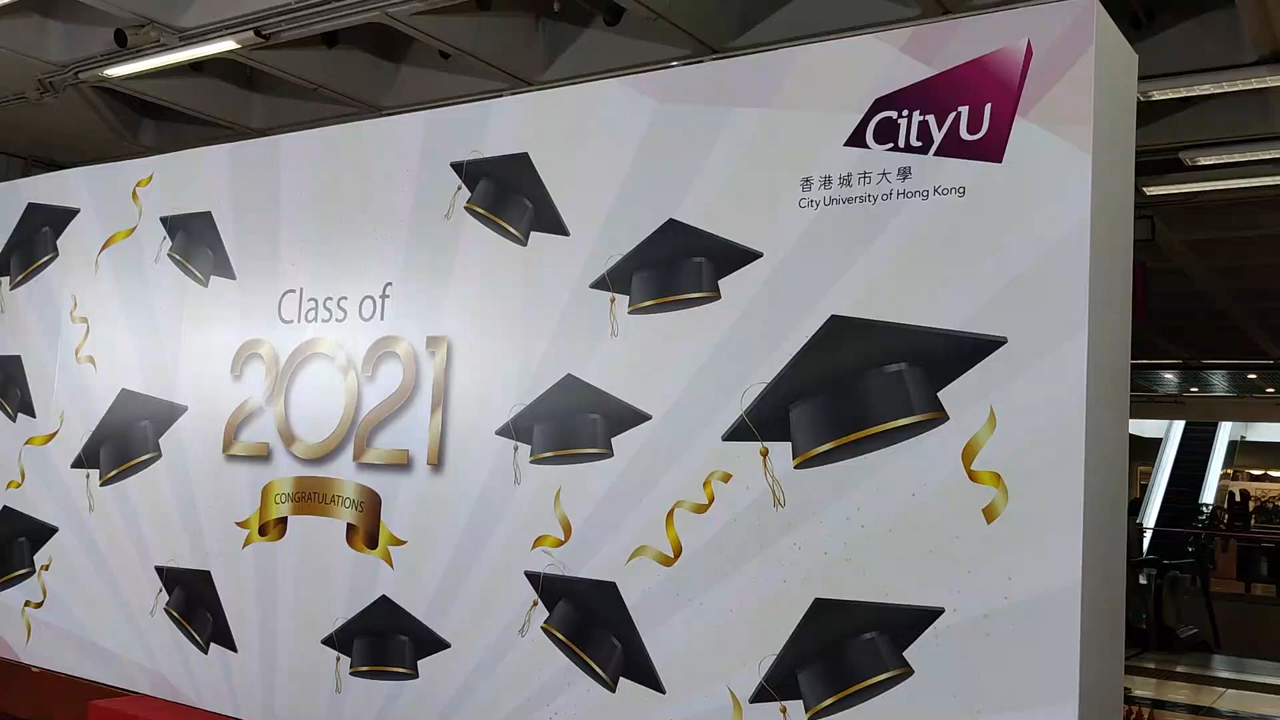 CityU
香港城市大學
City University of Hong Kong
Class of
2021
CONGRATULATIONS